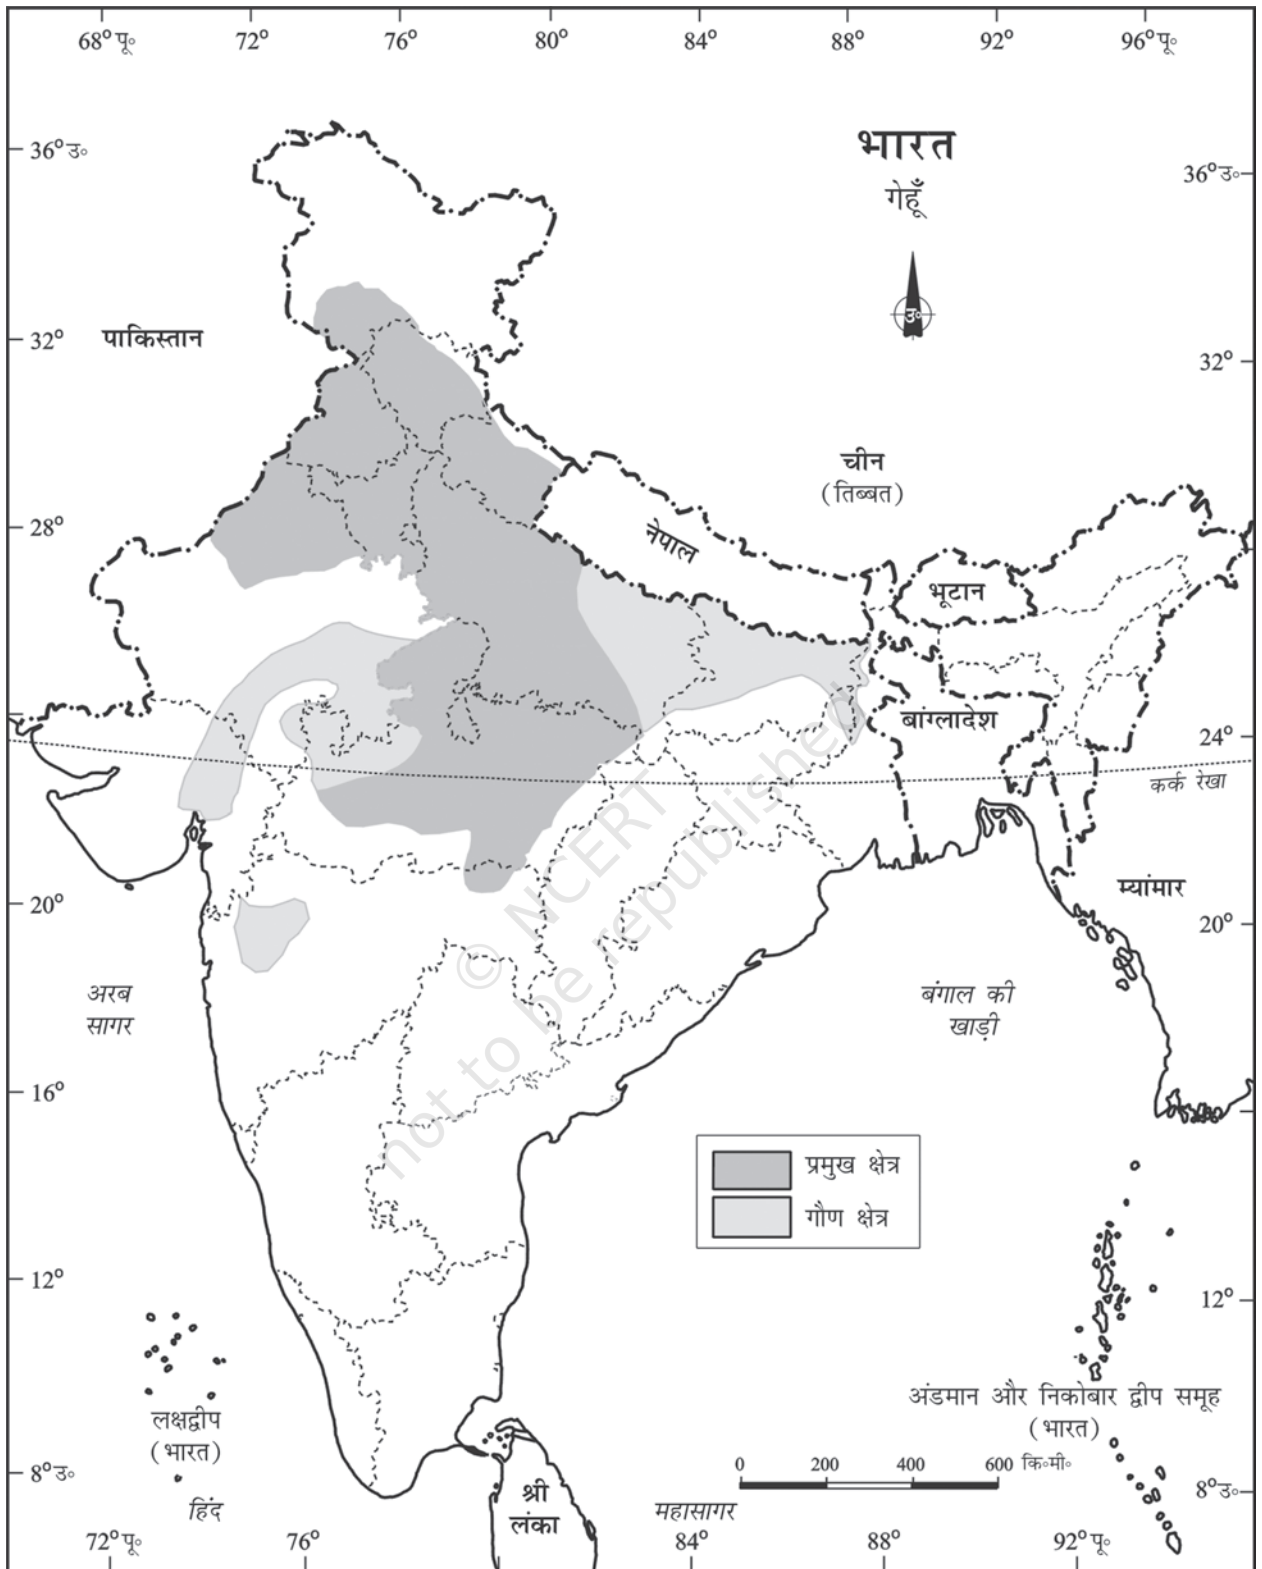 68° पू॰ 72° 76° 80° 84° 88° 92° 96° पू॰
भारत
गेहूँ
36° उ॰
36° उ॰
उ॰
पाकिस्तान
32°
32°
चीन
(तिब्बत)
28°
नेपाल
भूटान
बांग्लादेश
24°
कर्क रेखा
म्यांमार
20°
20°
© NCERT
not to be republished
अरब
सागर
बंगाल की
खाड़ी
16°
प्रमुख क्षेत्र
गौण क्षेत्र
12°
12°
अंडमान और निकोबार द्वीप समूह
(भारत)
लक्षद्वीप
(भारत)
0 200 400 600 कि॰मी॰
8° उ॰
8° उ॰
श्री
लंका
हिंद
महासागर
72° पू॰ 76° 84° 88° 92° पू॰